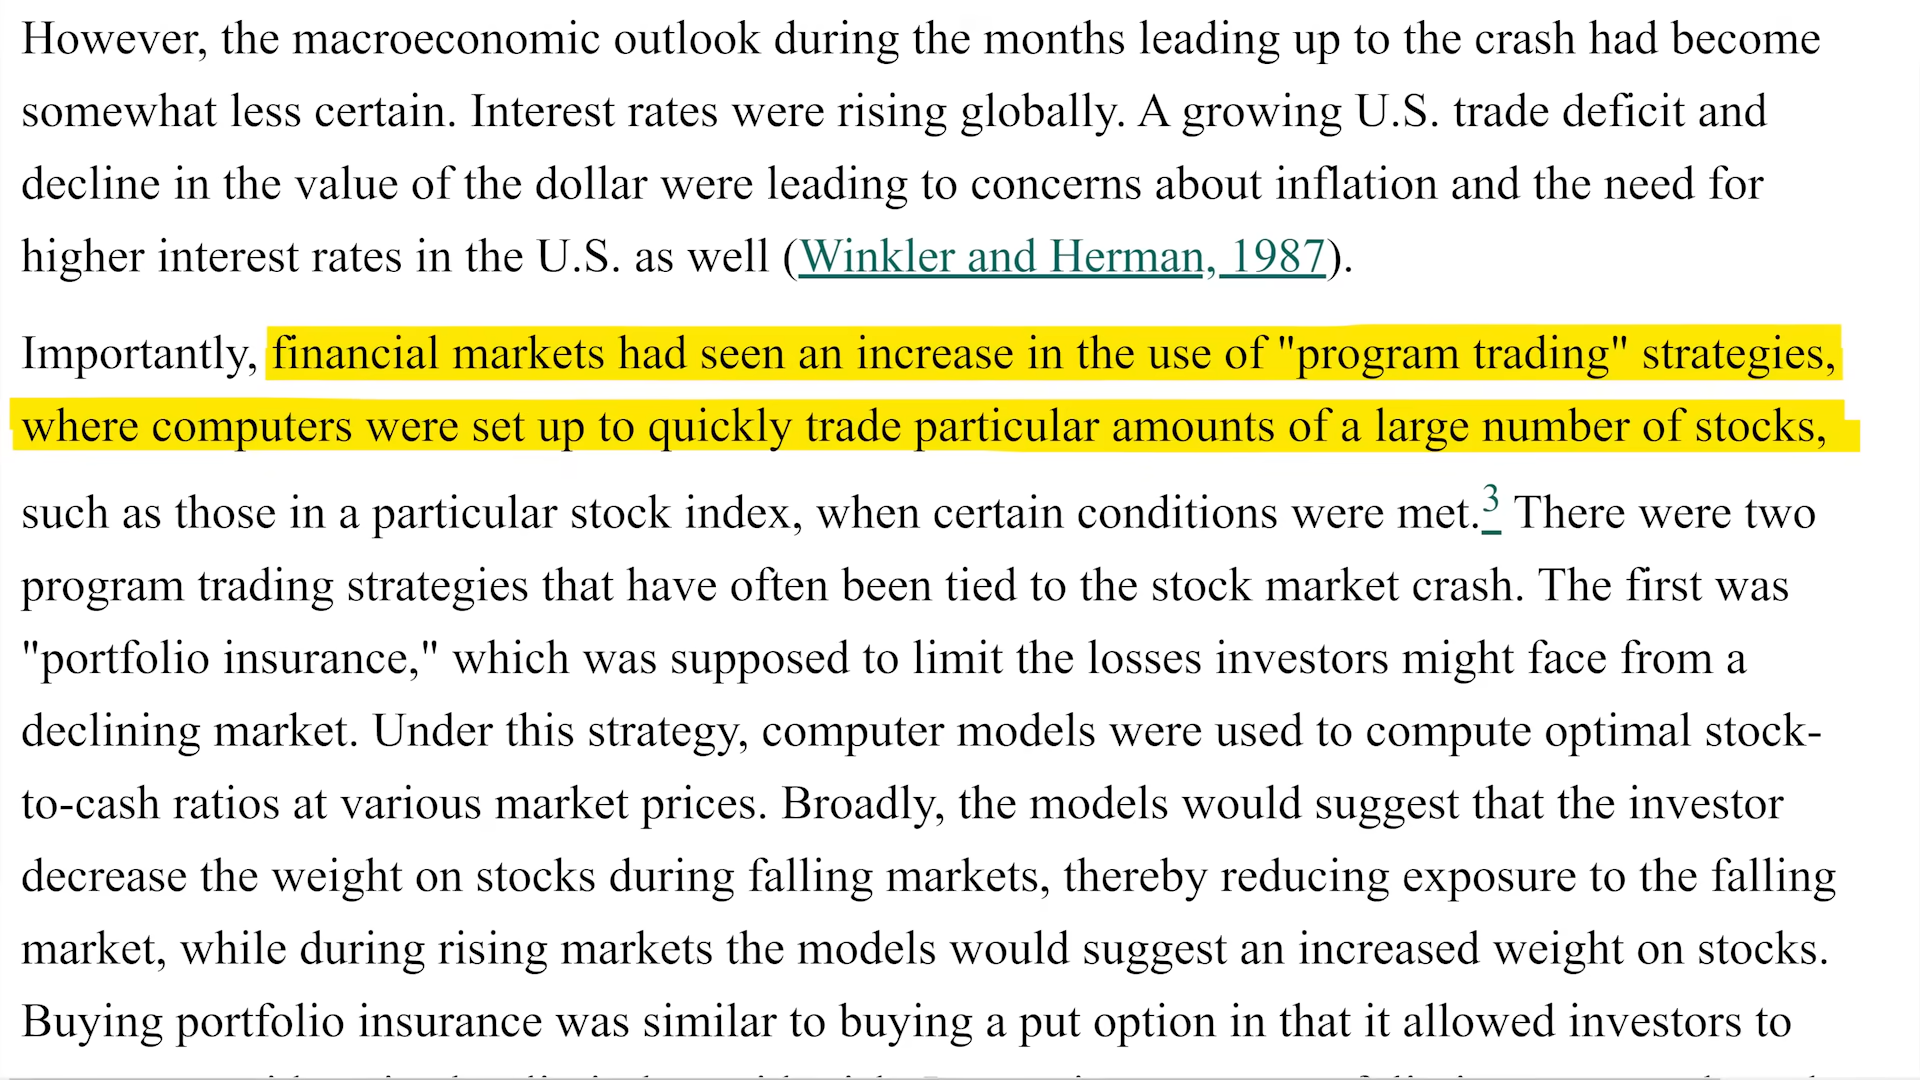 However, the macroeconomic outlook during the months leading up to the crash had become
somewhat less certain. Interest rates were rising globally. A growing U.S. trade deficit and
decline in the value of the dollar were leading to concerns about inflation and the need for
higher interest rates in the U.S. as well (Winkler and Herman, 1987).
Importantly, financial markets had seen an increase in the use of "program trading" strategies,
where computers were set up to quickly trade particular amounts of a large number of stocks,
such as those in a particular stock index, when certain conditions were met.3 There were two
program trading strategies that have often been tied to the stock market crash. The first was
"portfolio insurance," which was supposed to limit the losses investors might face from a
declining market. Under this strategy, computer models were used to compute optimal stock-
to-cash ratios at various market prices. Broadly, the models would suggest that the investor
decrease the weight on stocks during falling markets, thereby reducing exposure to the falling
market, while during rising markets the models would suggest an increased weight on stocks.
Buying portfolio insurance was similar to buying a put option in that it allowed investors to